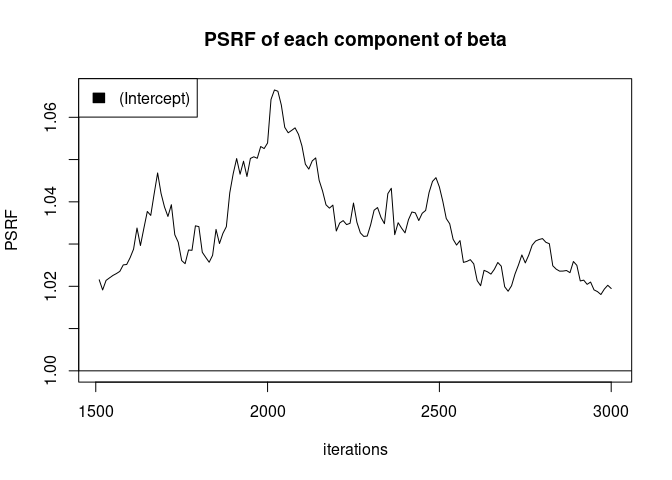 PSRF of each component of beta
(Intercept)
PSRF
1.06
1.04
1.02
1.00
1500 2000 2500 3000
iterations